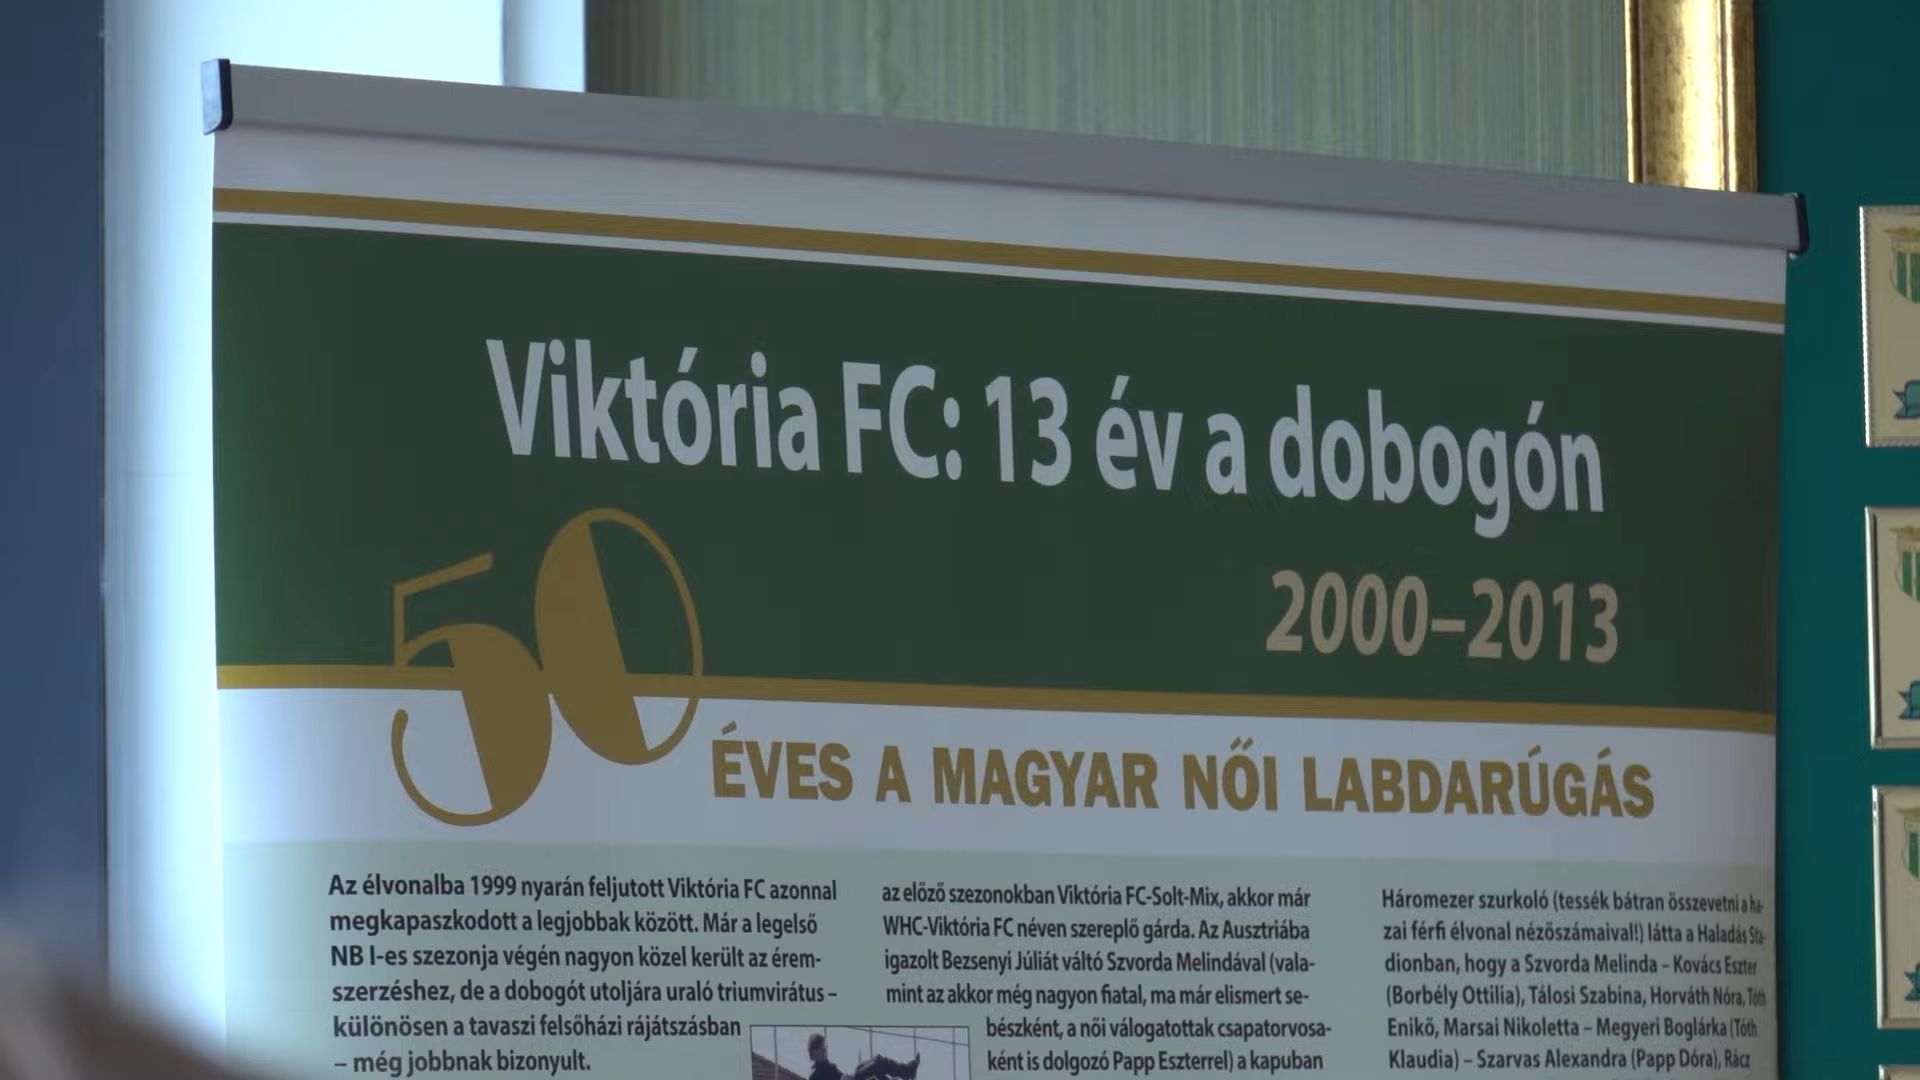 Viktória FC: 13 év a dobogón
2000–2013
50
ÉVES A MAGYAR NŐI LABDARÚGÁS
Az élvonalba 1999 nyarán feljutott Viktória FC azonnal
megkapaszkodott a legjobbak között. Már a legelső
NB I-es szezonja végén nagyon közel került az érem-
szerzéshez, de a dobogót utoljára uraló triumvirátus –
különösen a tavaszi felsőházi rájátszásban
– még jobbnak bizonyult.
az előző szezonokban Viktória FC-Solt-Mix, akkor már
WHC-Viktória FC néven szereplő gárda. Az Ausztriába
igazolt Bezsenyi Júliát váltó Szvorda Melindával (vala-
mint az akkor még nagyon fiatal, ma már elismert se-
bészként, a női válogatottak csapatorvosa-
ként is dolgozó Papp Eszterrel) a kapuban
Háromezer szurkoló (tessék bátran összevetni a ha-
zai férfi élvonal nézőszámaival!) látta a Haladás Sta-
dionban, hogy a Szvorda Melinda – Kovács Eszter
(Borbély Ottilia), Tálosi Szabina, Horváth Nóra, Tóth
Enikő, Marsai Nikoletta – Megyeri Boglárka (Tóth
Klaudia) – Szarvas Alexandra (Papp Dóra), Rácz